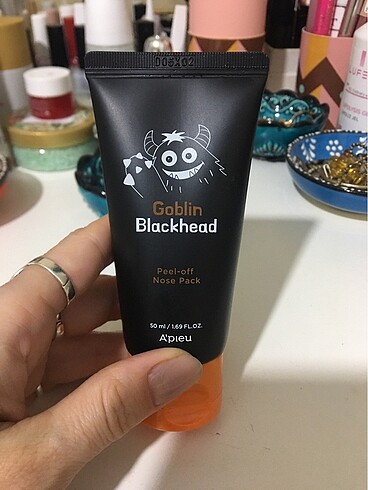 Goblin
Blackhead
Peel-off
Nose Pack
50 ml / 1.69 FL.OZ.
A'pieu